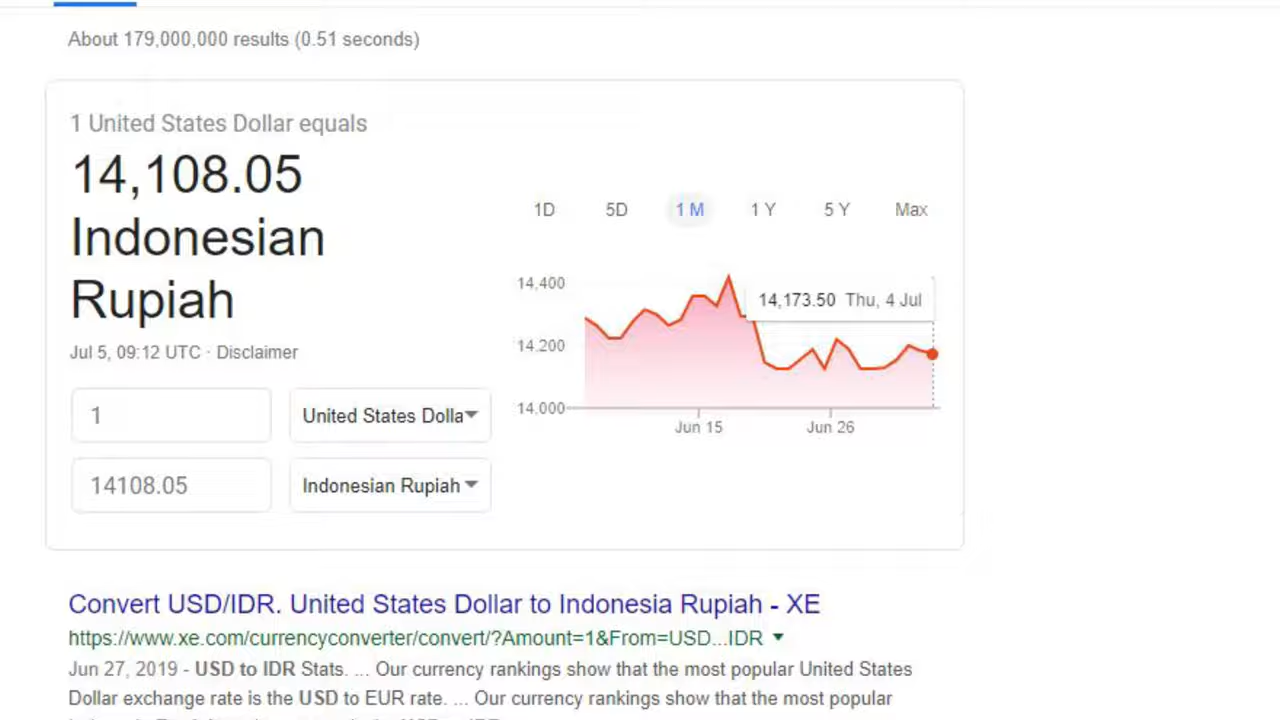 About 179,000,000 results (0.51 seconds)
1 United States Dollar equals
14,108.05
Indonesian
Rupiah
Jul 5, 09:12 UTC · Disclaimer
1 United States Dolla
14108.05 Indonesian Rupiah
1D 5D 1 M 1 Y 5 Y Max
14,400
14,173.50 Thu, 4 Jul
14,200
14,000
Jun 15 Jun 26
Convert USD/IDR. United States Dollar to Indonesia Rupiah - XE
https://www.xe.com/currencyconverter/convert/?Amount=1&From=USD...IDR
Jun 27, 2019 - USD to IDR Stats. ... Our currency rankings show that the most popular United States
Dollar exchange rate is the USD to EUR rate. ... Our currency rankings show that the most popular